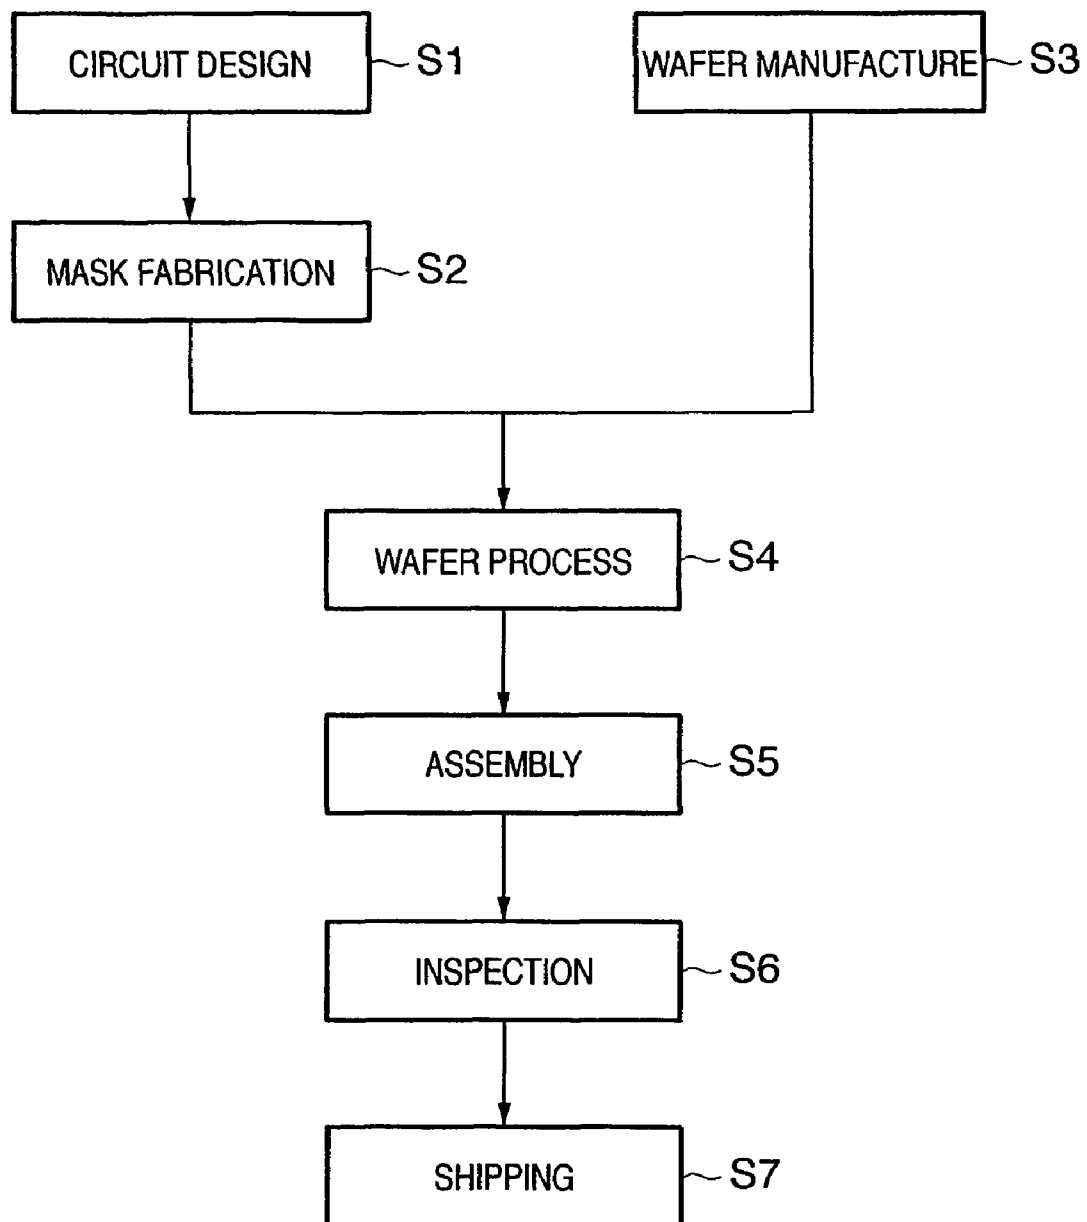 CIRCUIT DESIGN
S1
WAFER MANUFACTURE
S3
MASK FABRICATION
S2
WAFER PROCESS
S4
ASSEMBLY
S5
INSPECTION
S6
SHIPPING
S7